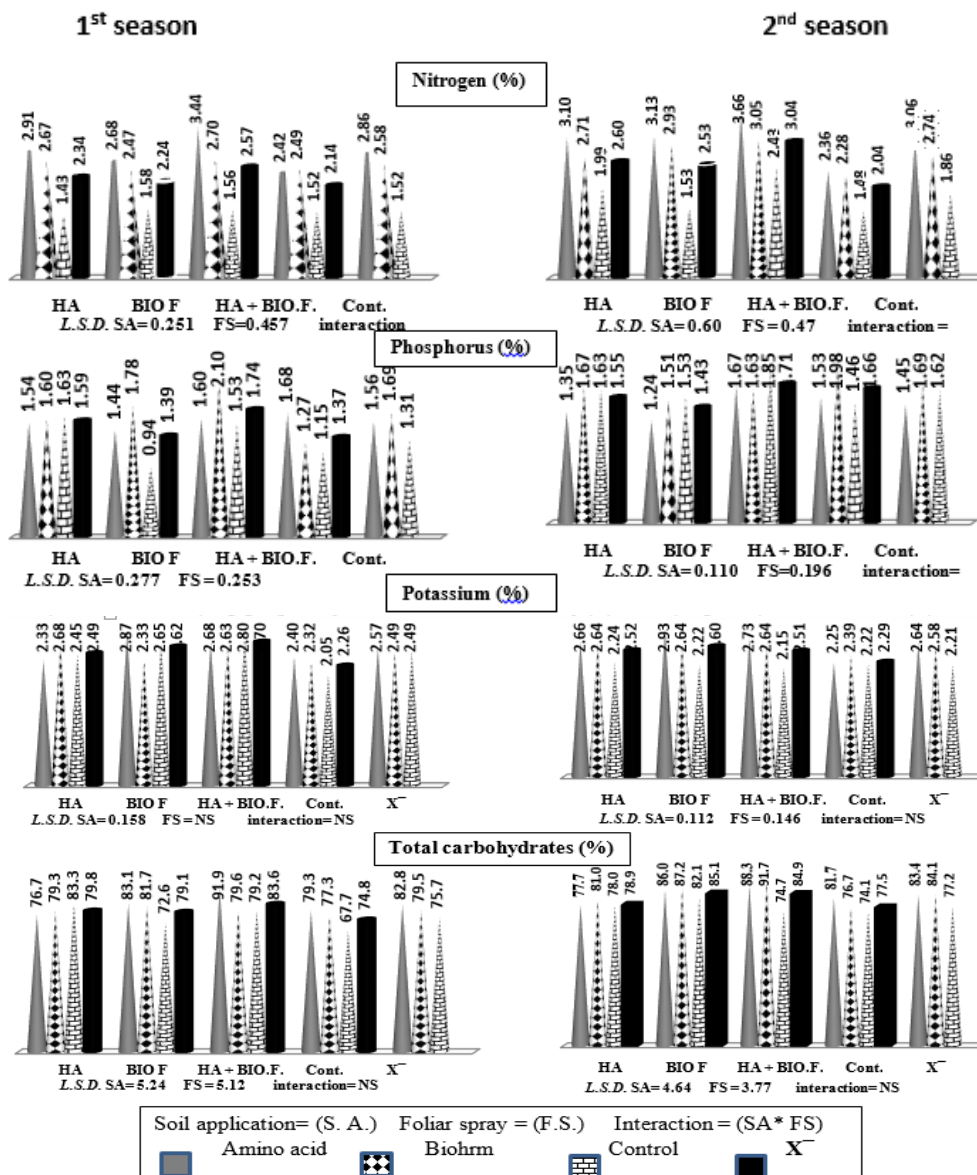 1st season
2nd season
Nitrogen (%)
2.91 2.67 1.43 2.34 2.68 2.47 1.58 2.24 3.44 2.70 1.56 2.57 2.42 2.49 1.52 2.14 2.86 2.58 1.52
HA BIO F HA + BIO.F. Cont.
L.S.D. SA=0.251 FS=0.457 interaction
3.10 2.71 1.99 2.60 3.13 2.93 1.53 2.53 3.66 3.05 2.43 3.04 2.36 2.28 1.48 2.04 3.06 2.74 1.86
HA BIO F HA + BIO.F. Cont.
L.S.D. SA=0.60 FS=0.47 interaction =
Phosphorus (%)
1.54 1.60 1.63 1.59 1.44 1.78 0.94 1.39 1.60 2.10 1.53 1.74 1.68 1.27 1.15 1.37 1.56 1.69 1.31
HA BIO F HA + BIO.F. Cont.
L.S.D. SA=0.277 FS=0.253
1.35 1.67 1.63 1.55 1.24 1.51 1.53 1.43 1.67 1.63 1.85 1.71 1.53 1.98 1.46 1.66 1.45 1.69 1.62
HA BIO F HA + BIO.F. Cont.
L.S.D. SA=0.110 FS=0.196 interaction=
Potassium (%)
2.33 2.68 2.45 2.49 2.87 2.33 2.65 2.62 2.68 2.63 2.80 2.70 2.40 2.32 2.05 2.26 2.57 2.49 2.49
HA BIO F HA + BIO.F. Cont. X¯
L.S.D. SA=0.158 FS =NS interaction=NS
2.66 2.64 2.24 2.52 2.93 2.64 2.22 2.60 2.73 2.64 2.15 2.51 2.25 2.39 2.22 2.29 2.64 2.58 2.21
HA BIO F HA + BIO.F. Cont. X¯
L.S.D. SA=0.112 FS=0.146 interaction=NS
Total carbohydrates (%)
76.7 79.3 83.3 79.8 83.1 81.7 72.6 79.1 91.9 79.6 79.2 83.6 79.3 77.3 67.7 74.8 82.8 79.5 75.7
HA BIO F HA + BIO.F. Cont. X¯
L.S.D. SA=5.24 FS=5.12 interaction=NS
77.7 81.0 78.0 78.9 86.0 87.2 82.1 85.1 88.3 91.7 74.7 84.9 81.7 76.7 74.1 77.5 83.4 84.1 77.2
HA BIO F HA + BIO.F. Cont. X¯
L.S.D. SA=4.64 FS=3.77 interaction=NS
Soil application= (S. A.) Foliar spray = (F.S.) Interaction = (SA* FS)
Amino acid Biohrm Control X¯